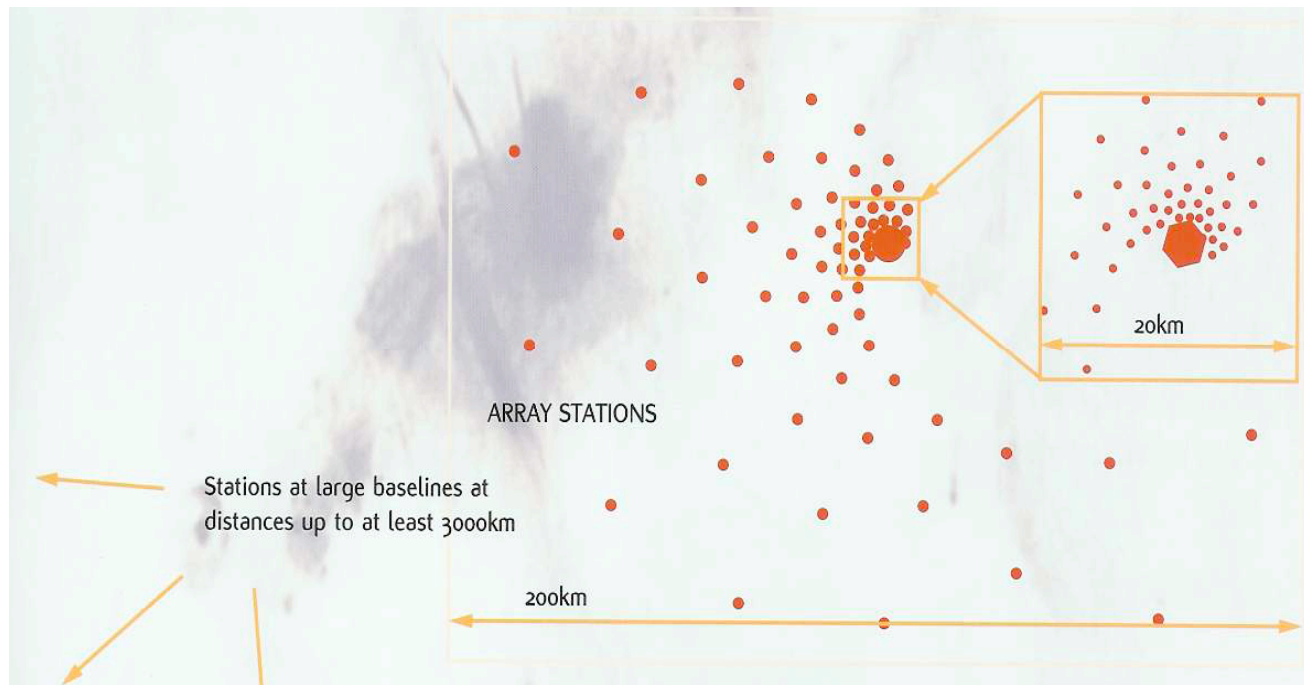 20km
ARRAY STATIONS
Stations at large baselines at
distances up to at least 3000km
200km